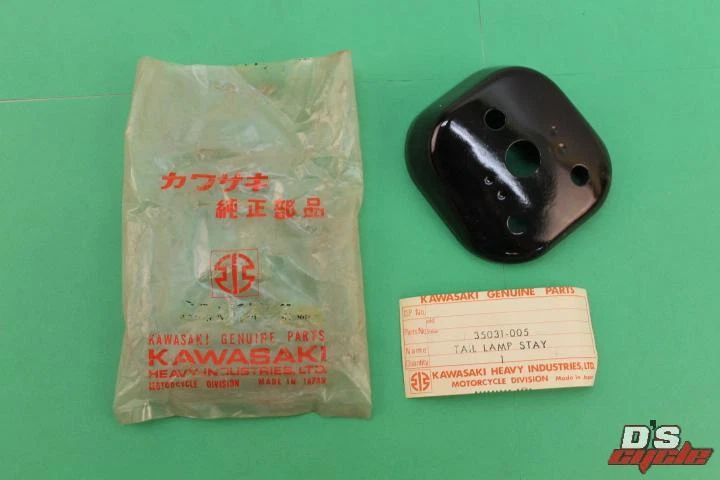 カワサキ
純正部品
KAWASAKI GENUINE PARTS
KAWASAKI
HEAVY INDUSTRIES, LTD.
MOTORCYCLE DIVISION MADE IN JAPAN
KAWASAKI GENUINE PARTS
Parts No.
35031-005
Name
TAIL LAMP STAY
Quantity
1
KAWASAKI HEAVY INDUSTRIES, LTD.
MOTORCYCLE DIVISION Made in Japan
D'S
cycle